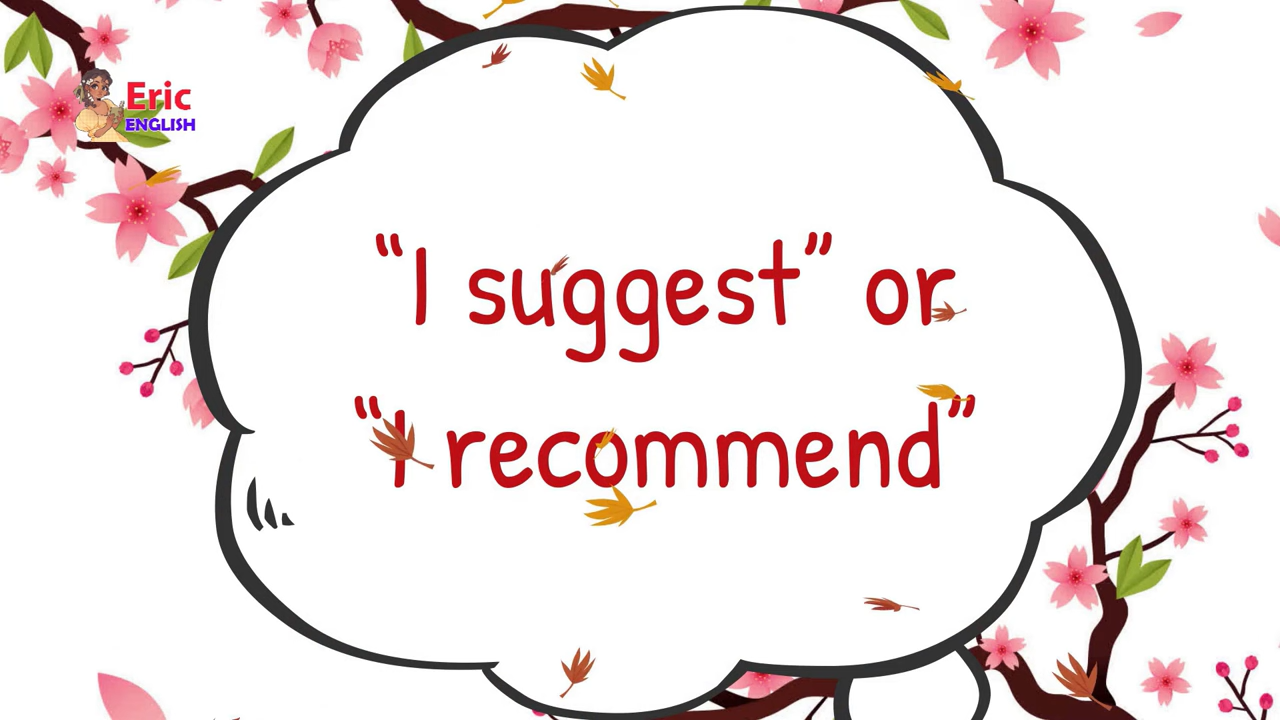 Eric
ENGLISH
“I suggest” or
“I recommend”